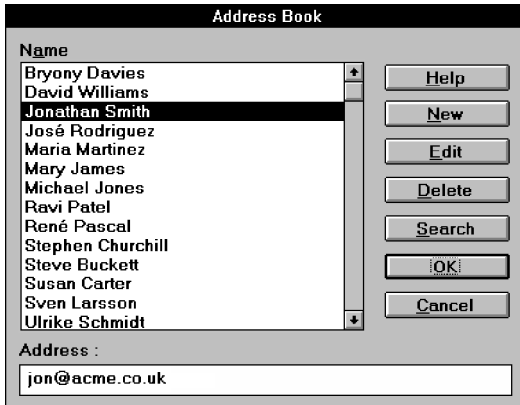 Address Book
Name
Bryony Davies
David Williams
Jonathan Smith
José Rodriguez
Maria Martinez
Mary James
Michael Jones
Ravi Patel
René Pascal
Stephen Churchill
Steve Buckett
Susan Carter
Sven Larsson
Ulrike Schmidt
Help
New
Edit
Delete
Search
OK
Cancel
Address :
jon@acme.co.uk